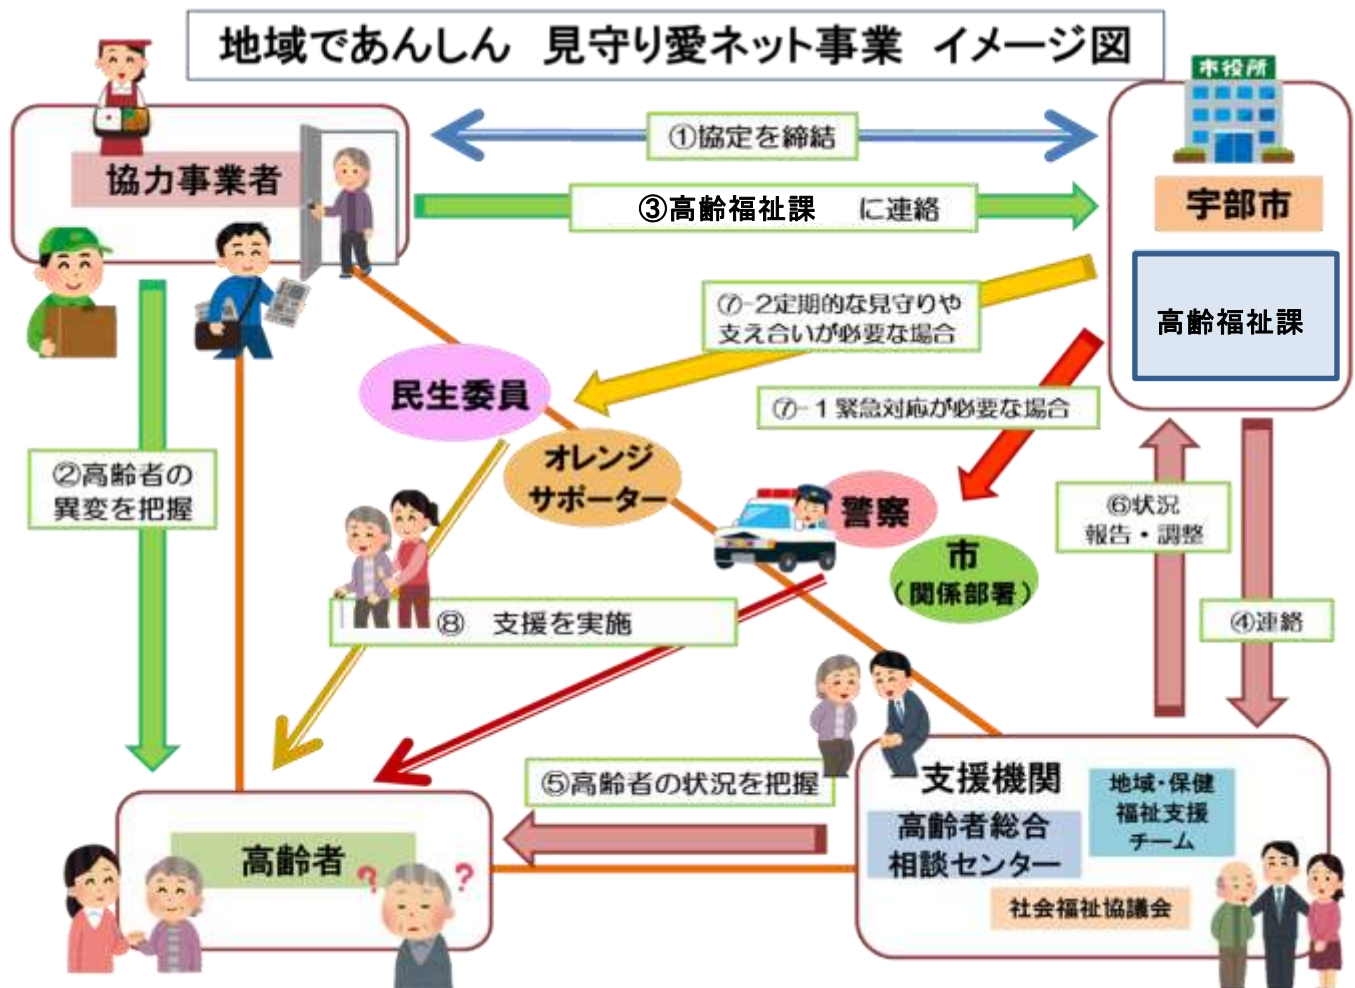 地域であんしん 見守り愛ネット事業 イメージ図
市役所
協力事業者
①協定を締結
宇部市
③高齢福祉課 に連絡
高齢福祉課
⑦-2定期的な見守りや
支え合いが必要な場合
民生委員
⑦-1 緊急対応が必要な場合
オレンジ
サポーター
②高齢者の
異変を把握
警察
⑥状況
報告・調整
市
(関係部署)
⑧ 支援を実施
④連絡
⑤高齢者の状況を把握
支援機関
地域・保健
福祉支援
チーム
高齢者総合
相談センター
高齢者
? ?
社会福祉協議会